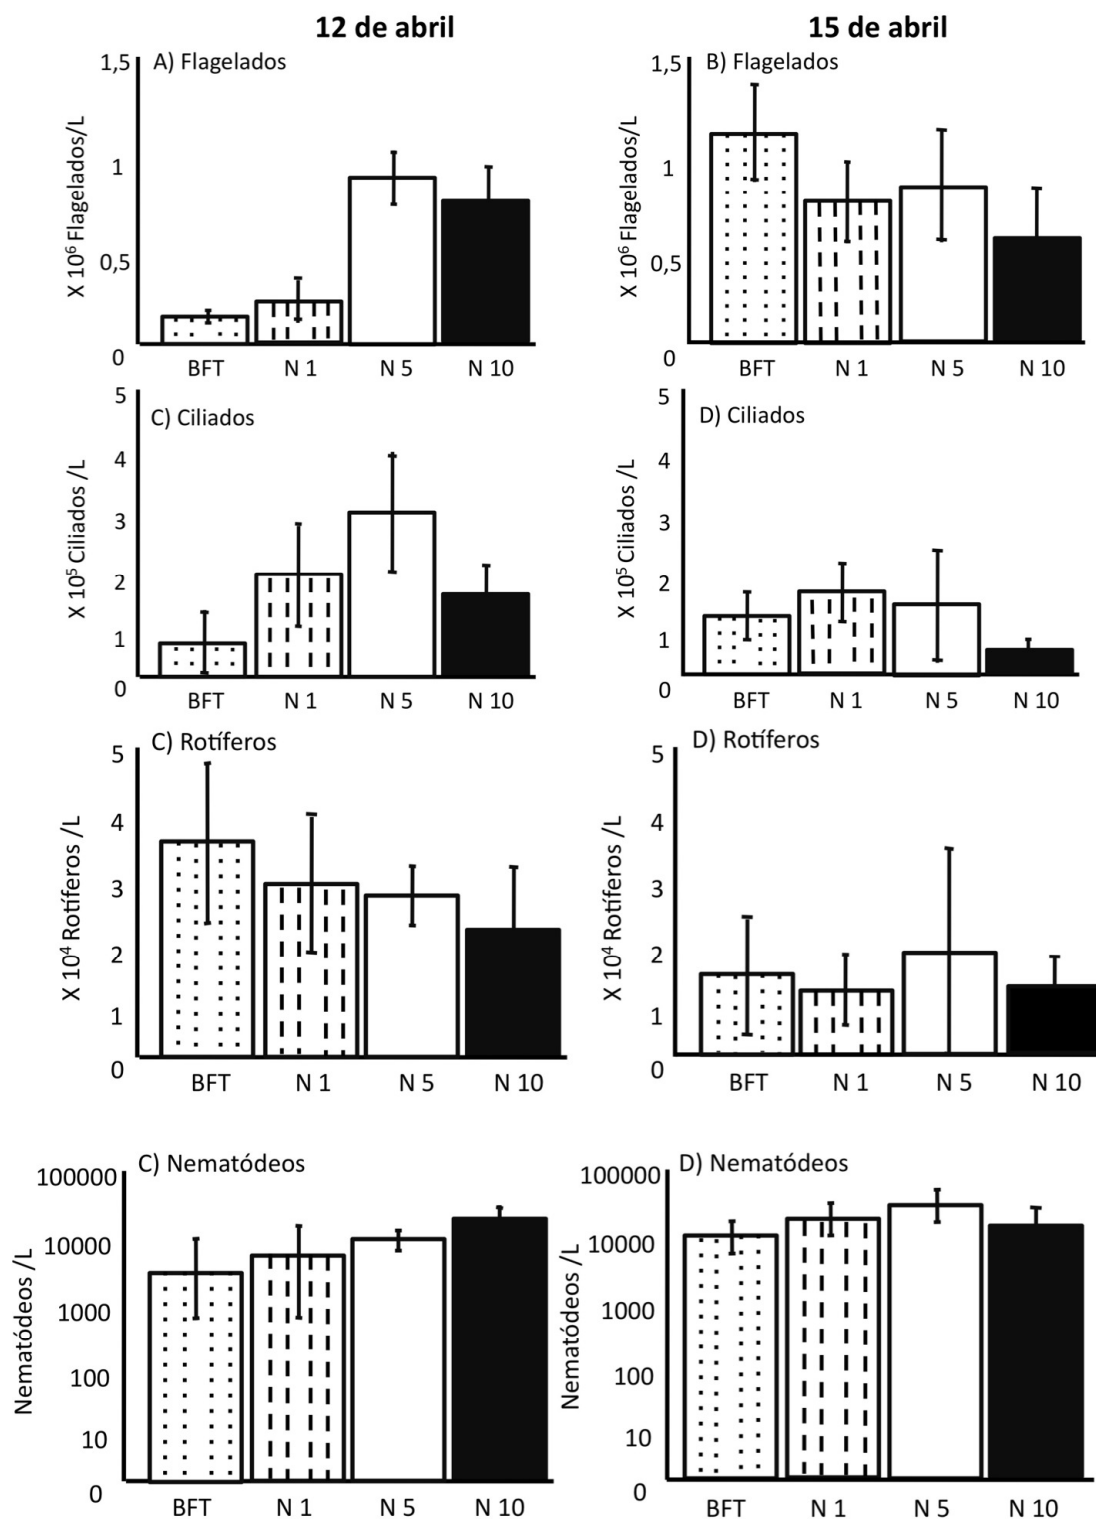 12 de abril
15 de abril
A) Flagelados
X 10⁶ Flagelados/L
1,5
1
0,5
0
BFT N 1 N 5 N 10
B) Flagelados
X 10⁶ Flagelados/L
1,5
1
0,5
0
BFT N 1 N 5 N 10
C) Ciliados
X 10⁵ Ciliados /L
5
4
3
2
1
0
BFT N 1 N 5 N 10
D) Ciliados
X 10⁵ Ciliados /L
5
4
3
2
1
0
BFT N 1 N 5 N 10
C) Rotíferos
X 10⁴ Rotíferos /L
5
4
3
2
1
0
BFT N 1 N 5 N 10
D) Rotíferos
X 10⁴ Rotíferos /L
5
4
3
2
1
0
BFT N 1 N 5 N 10
C) Nematódeos
Nematódeos /L
100000
10000
1000
100
10
0
BFT N 1 N 5 N 10
D) Nematódeos
Nematódeos /L
100000
10000
1000
100
10
0
BFT N 1 N 5 N 10